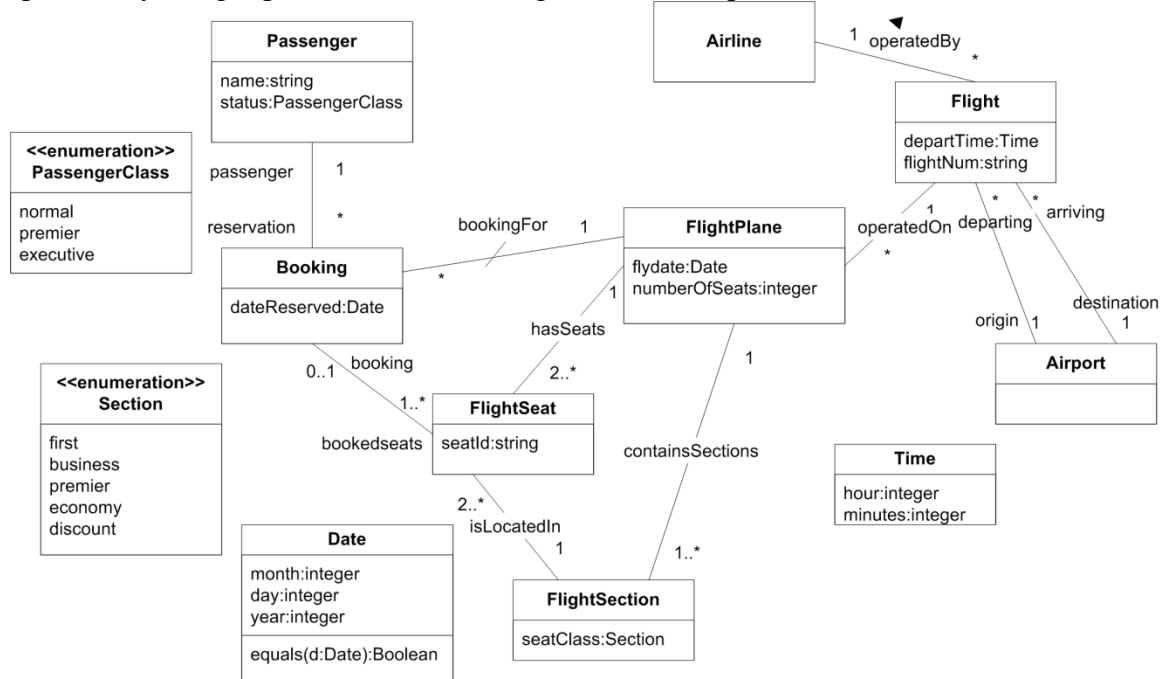 Passenger
name:string
status:PassengerClass
Airline
1
operatedBy
*
Flight
departTime:Time
flightNum:string
<<enumeration>>
PassengerClass
normal
premier
executive
passenger
1
reservation
*
bookingFor
1
*
Booking
dateReserved:Date
FlightPlane
flydate:Date
numberOfSeats:integer
1
operatedOn
*
*
departing
*
arriving
origin
1
destination
1
Airport
1
hasSeats
2..*
0..1
booking
1..*
bookedseats
FlightSeat
seatId:string
1
containsSections
1..*
<<enumeration>>
Section
first
business
premier
economy
discount
Time
hour:integer
minutes:integer
2..*
isLocatedIn
1
Date
month:integer
day:integer
year:integer
equals(d:Date):Boolean
FlightSection
seatClass:Section